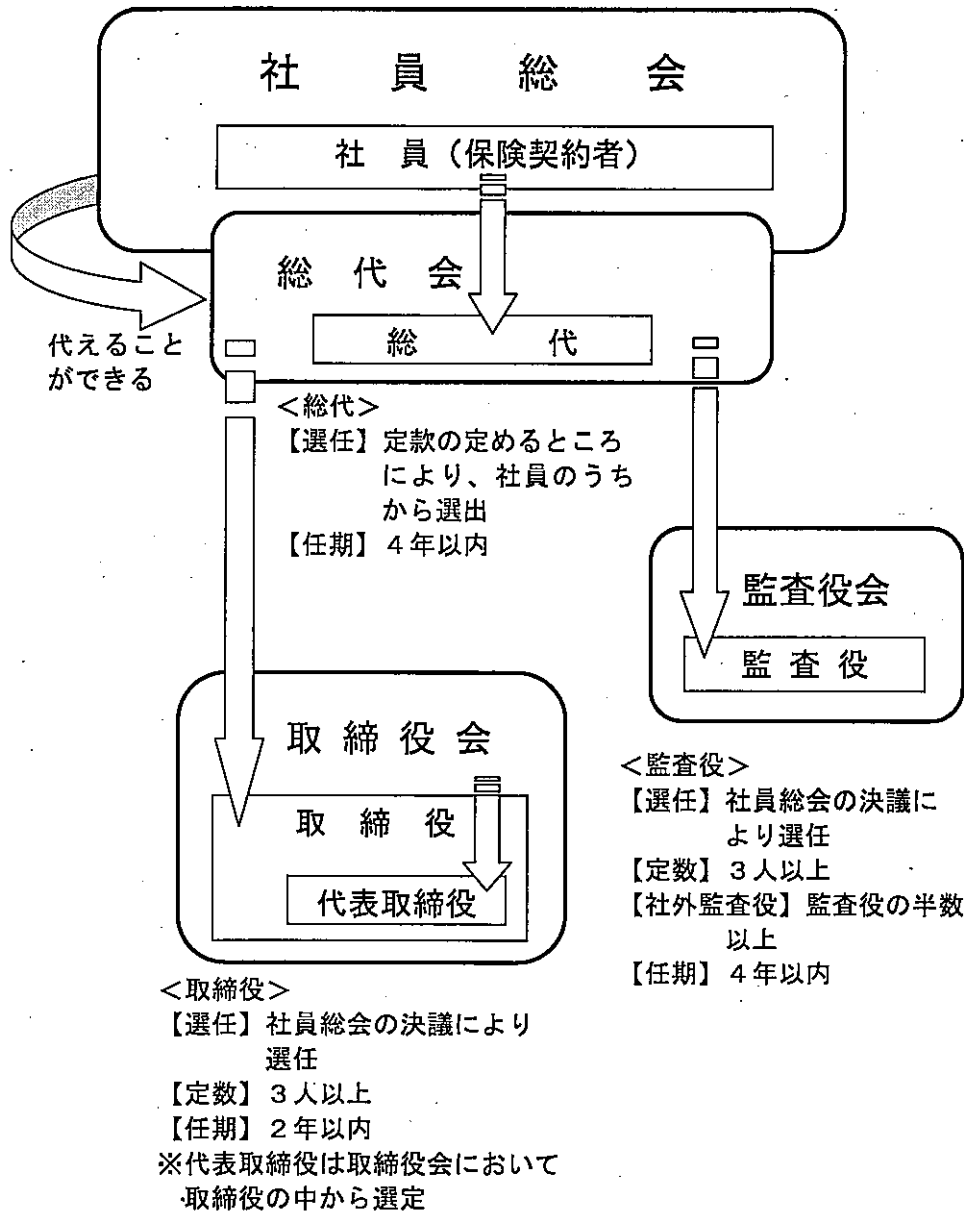 社員総会
社員（保険契約者）
総代会
総代
代えること
ができる
＜総代＞
【選任】定款の定めるところ
により、社員のうち
から選出
【任期】４年以内
監査役会
監査役
取締役会
取締役
代表取締役
＜監査役＞
【選任】社員総会の決議に
より選任
【定数】３人以上
【社外監査役】監査役の半数
以上
【任期】４年以内
＜取締役＞
【選任】社員総会の決議により
選任
【定数】３人以上
【任期】２年以内
※代表取締役は取締役会において
取締役の中から選定